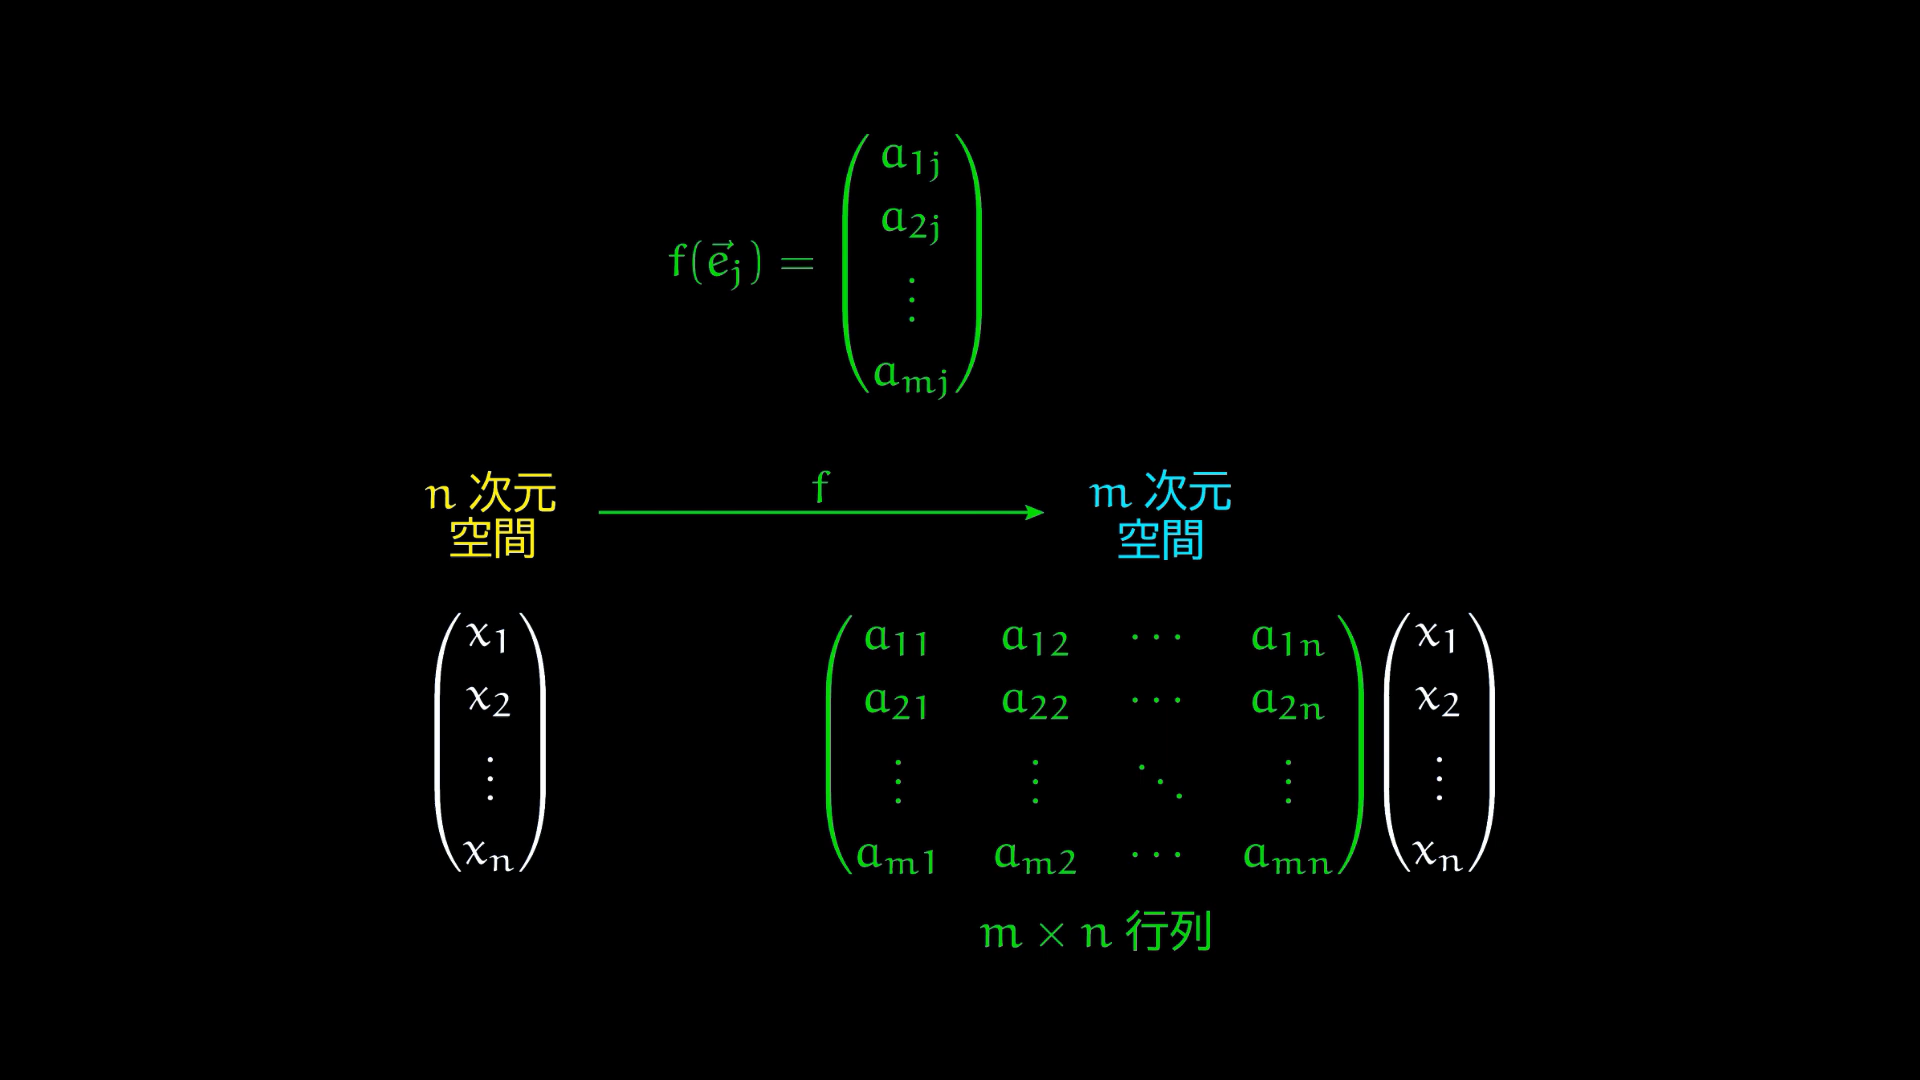 a₁ⱼ
a₂ⱼ
f(e⃗ⱼ) =
⋮
aₘⱼ
n 次元
空間
f
m 次元
空間
x₁
x₂
⋮
xₙ
a₁₁ a₁₂ ⋯ a₁ₙ
a₂₁ a₂₂ ⋯ a₂ₙ
⋮ ⋮ ⋱ ⋮
aₘ₁ aₘ₂ ⋯ aₘₙ
x₁
x₂
⋮
xₙ
m × n 行列